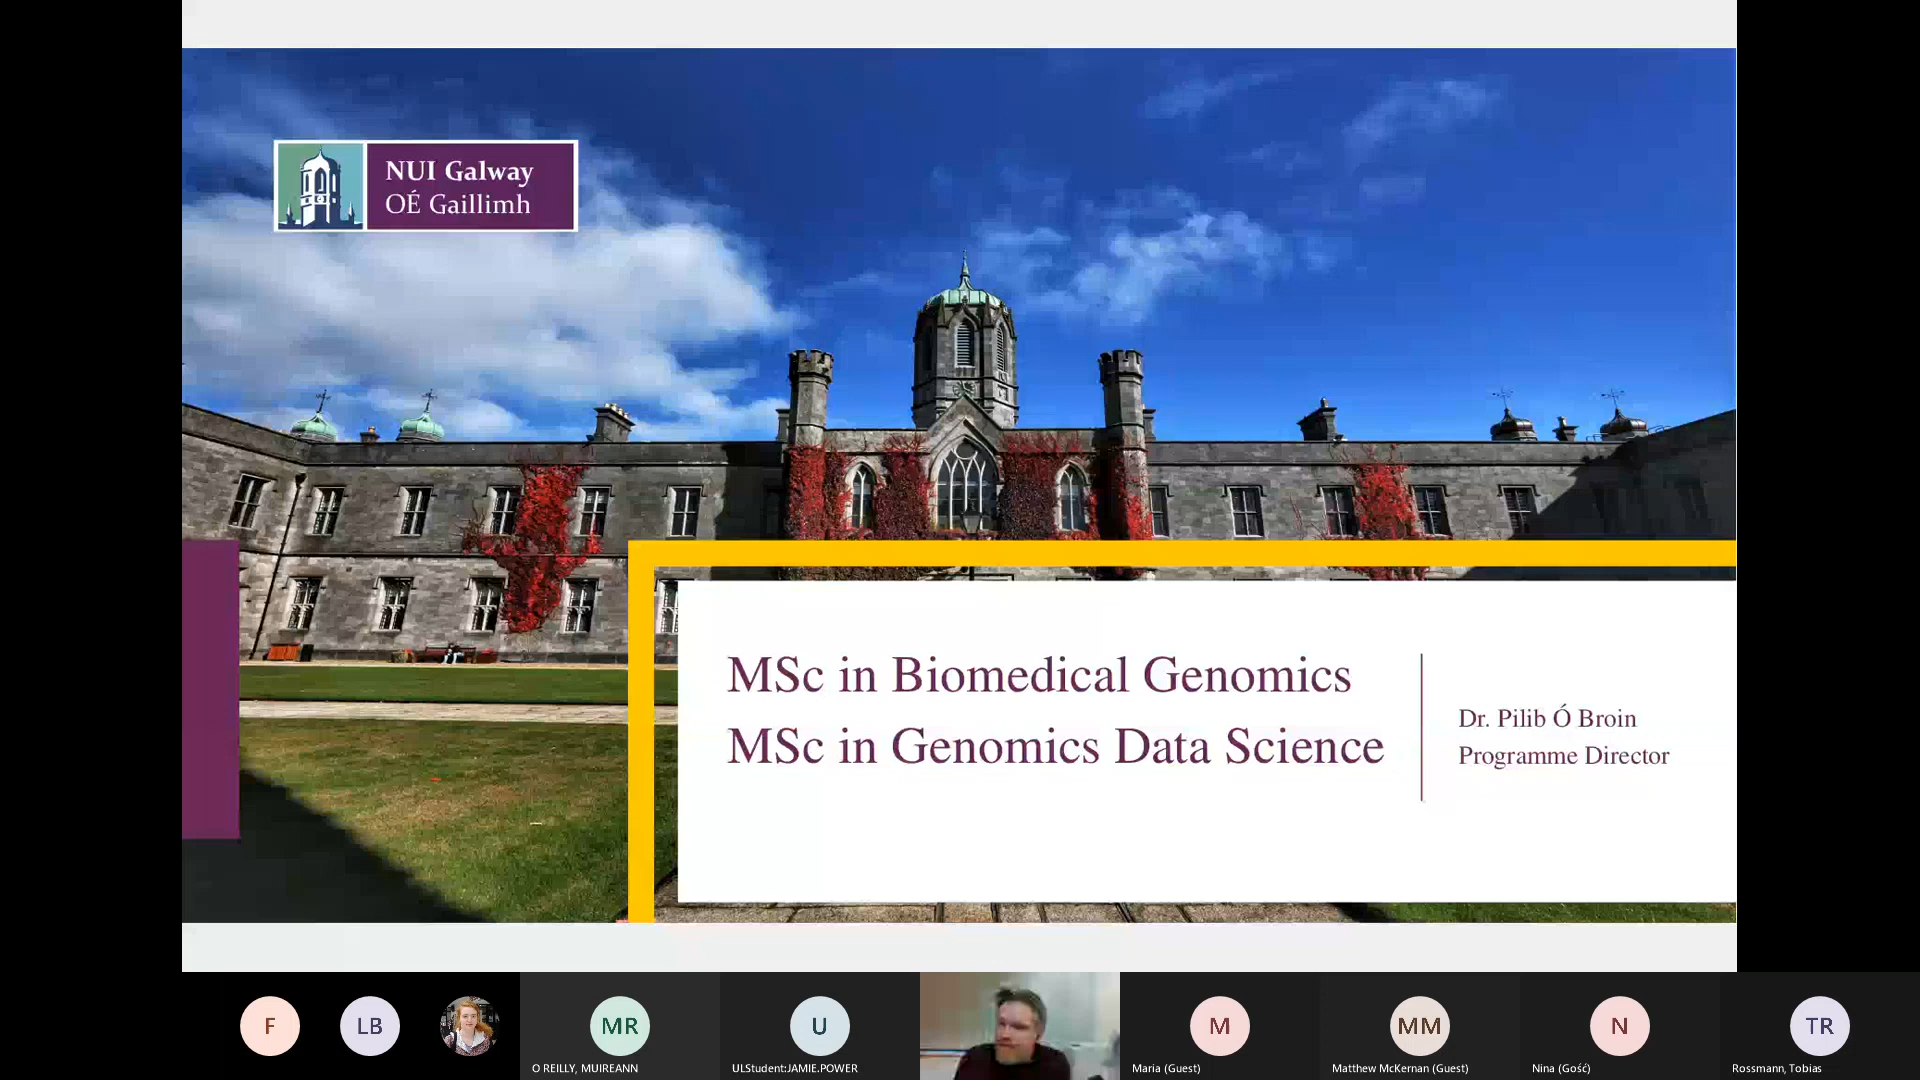 NUI Galway
OÉ Gaillimh
MSc in Biomedical Genomics
MSc in Genomics Data Science
Dr. Pilib Ó Broin
Programme Director
F
LB
MR
O REILLY, MUIREANN
U
ULStudent:JAMIE.POWER
M
Maria (Guest)
MM
Matthew McKernan (Guest)
N
Nina (Gość)
TR
Rossmann, Tobias